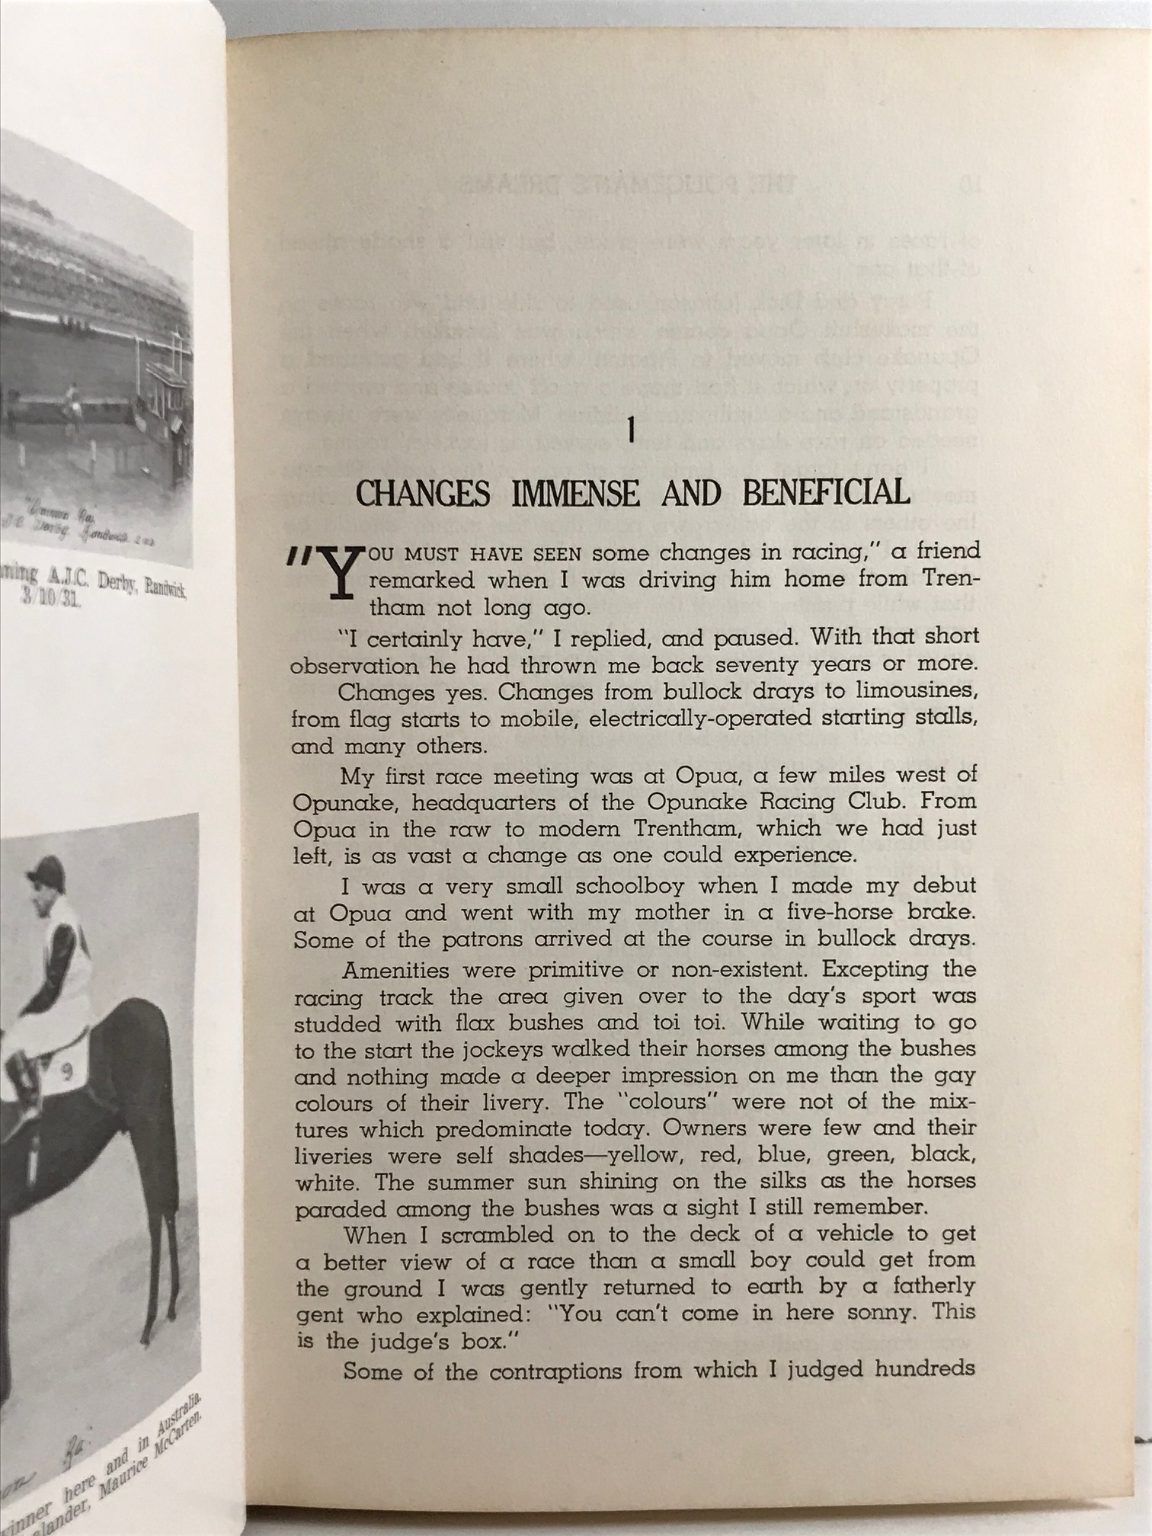 ning A.J.C. Derby, Randwick,
3/10/31.
9
winner here and in Australia.
ealander, Maurice McCarten.
1
CHANGES IMMENSE AND BENEFICIAL
"YOU MUST HAVE SEEN some changes in racing," a friend
remarked when I was driving him home from Tren-
tham not long ago.
"I certainly have," I replied, and paused. With that short
observation he had thrown me back seventy years or more.
Changes yes. Changes from bullock drays to limousines,
from flag starts to mobile, electrically-operated starting stalls,
and many others.
My first race meeting was at Opua, a few miles west of
Opunake, headquarters of the Opunake Racing Club. From
Opua in the raw to modern Trentham, which we had just
left, is as vast a change as one could experience.
I was a very small schoolboy when I made my debut
at Opua and went with my mother in a five-horse brake.
Some of the patrons arrived at the course in bullock drays.
Amenities were primitive or non-existent. Excepting the
racing track the area given over to the day's sport was
studded with flax bushes and toi toi. While waiting to go
to the start the jockeys walked their horses among the bushes
and nothing made a deeper impression on me than the gay
colours of their livery. The "colours" were not of the mix-
tures which predominate today. Owners were few and their
liveries were self shades—yellow, red, blue, green, black,
white. The summer sun shining on the silks as the horses
paraded among the bushes was a sight I still remember.
When I scrambled on to the deck of a vehicle to get
a better view of a race than a small boy could get from
the ground I was gently returned to earth by a fatherly
gent who explained: "You can't come in here sonny. This
is the judge's box."
Some of the contraptions from which I judged hundreds